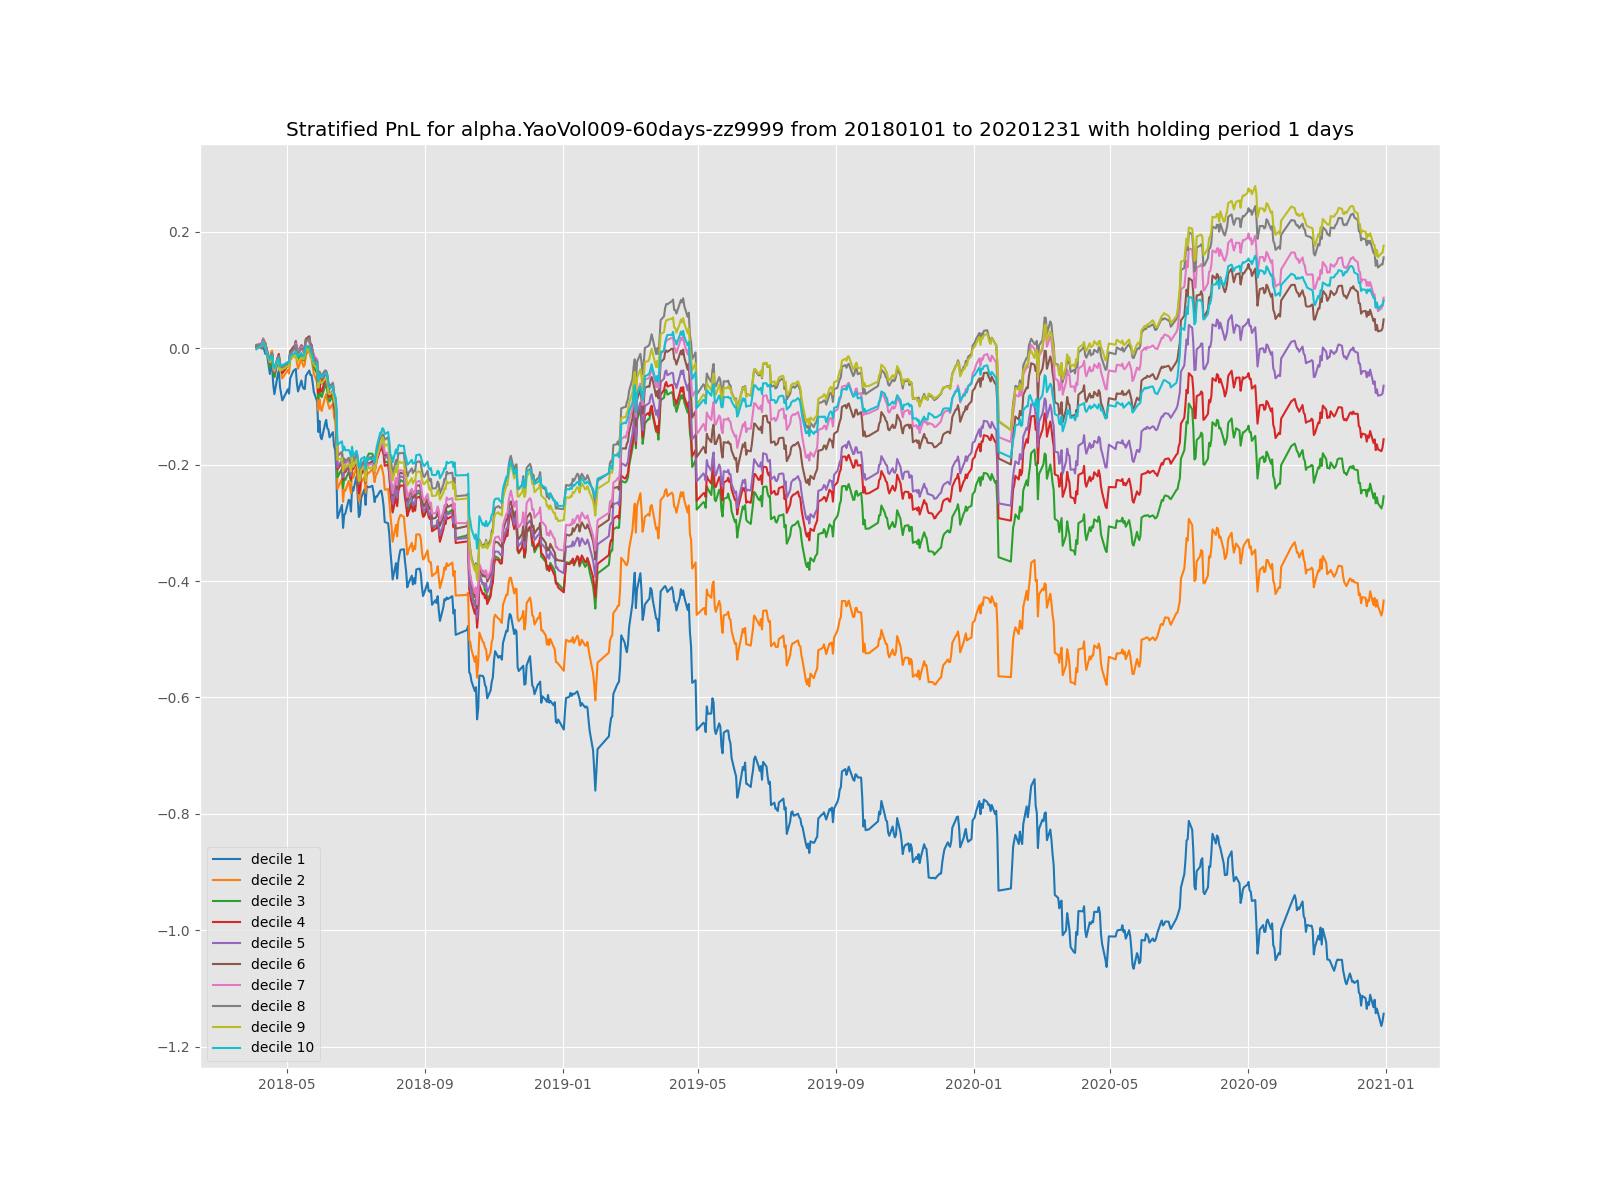 Stratified PnL for alpha.YaoVol009-60days-zz9999 from 20180101 to 20201231 with holding period 1 days
0.2
0.0
−0.2
−0.4
−0.6
−0.8
−1.0
−1.2
decile 1
decile 2
decile 3
decile 4
decile 5
decile 6
decile 7
decile 8
decile 9
decile 10
2018-05
2018-09
2019-01
2019-05
2019-09
2020-01
2020-05
2020-09
2021-01